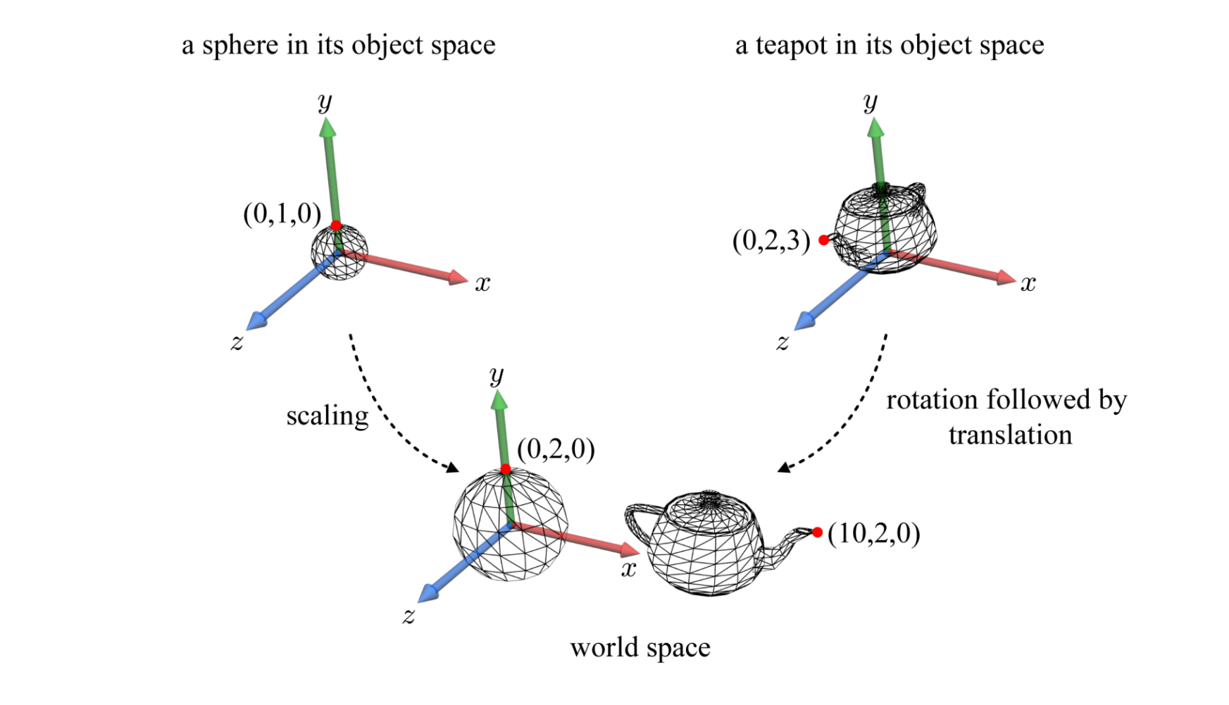 a sphere in its object space
a teapot in its object space
y
y
(0,1,0)
(0,2,3)
x
x
z
z
scaling
rotation followed by
translation
y
(0,2,0)
(10,2,0)
x
z
world space